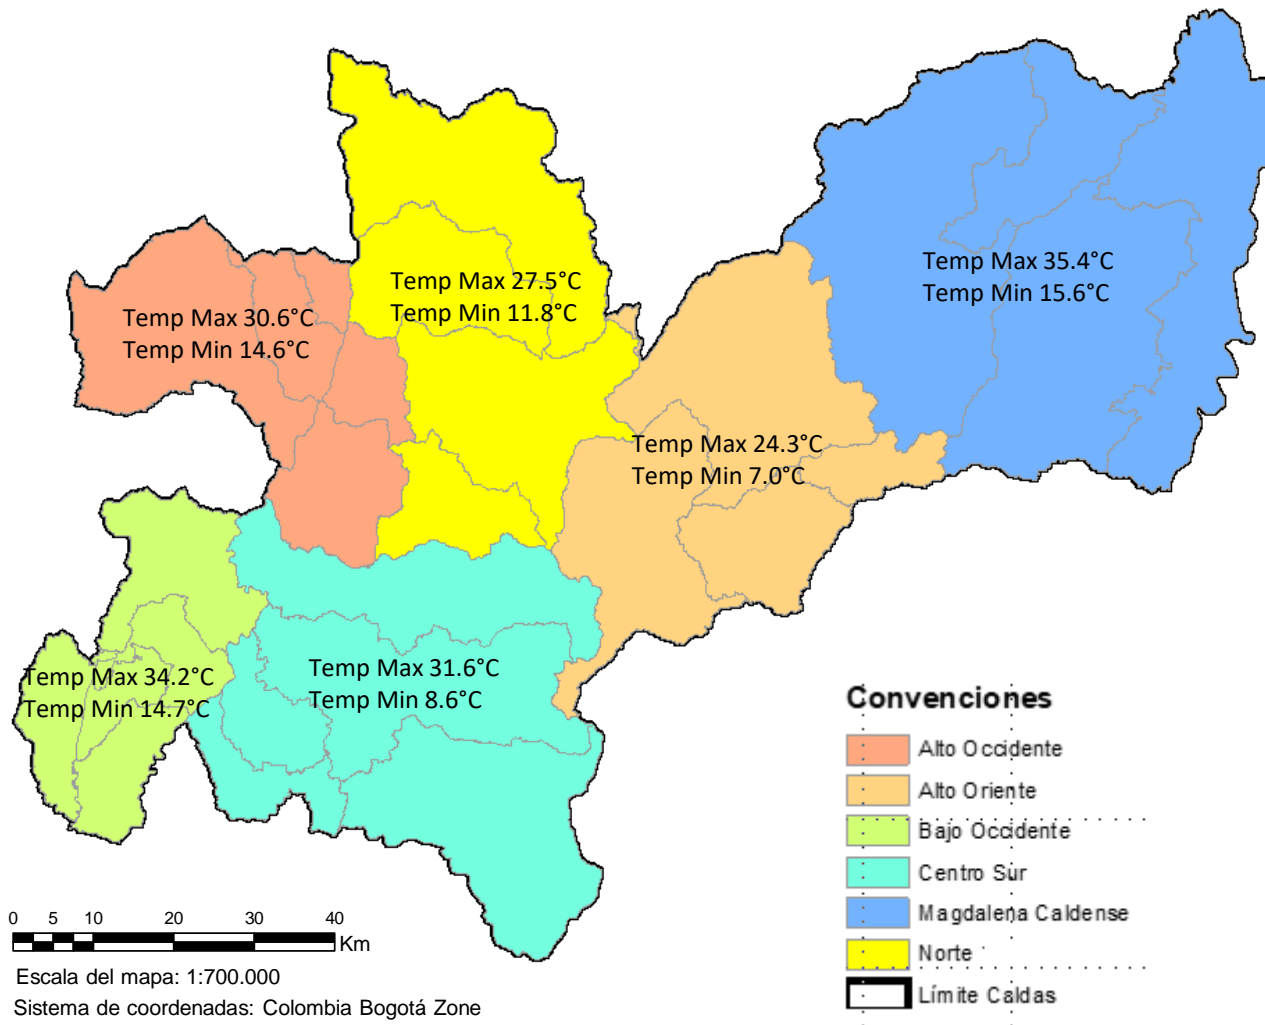 Temp Max 35.4°C
Temp Min 15.6°C
Temp Max 27.5°C
Temp Min 11.8°C
Temp Max 30.6°C
Temp Min 14.6°C
Temp Max 24.3°C
Temp Min 7.0°C
Temp Max 34.2°C
Temp Min 14.7°C
Temp Max 31.6°C
Temp Min 8.6°C
Convenciones
Alto Occidente
Alto Oriente
Bajo Occidente
Centro Sur
Magdalena Caldense
Norte
Límite Caldas
0 5 10 20 30 40
Km
Escala del mapa: 1:700.000
Sistema de coordenadas: Colombia Bogotá Zone